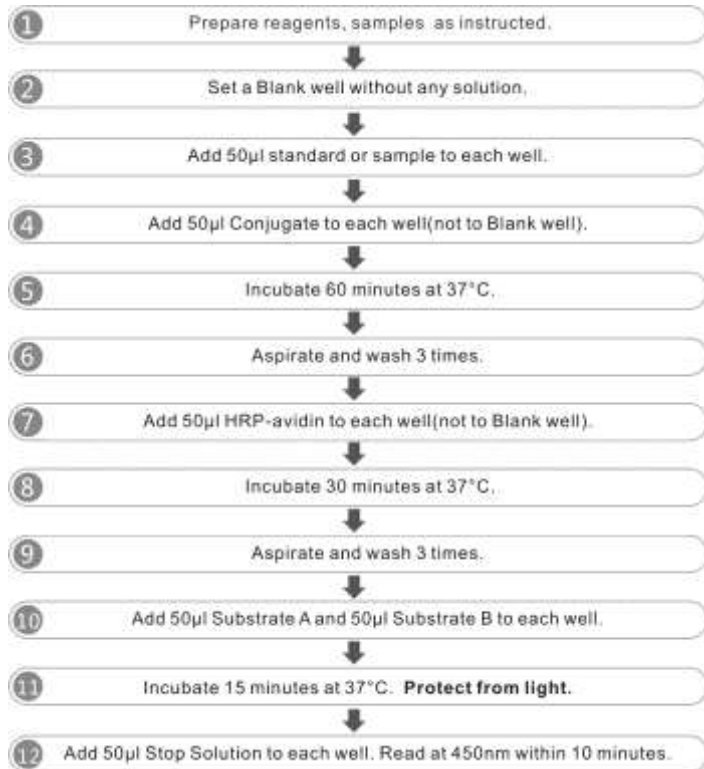 1 Prepare reagents, samples as instructed.
2 Set a Blank well without any solution.
3 Add 50µl standard or sample to each well.
4 Add 50µl Conjugate to each well(not to Blank well).
5 Incubate 60 minutes at 37°C.
6 Aspirate and wash 3 times.
7 Add 50µl HRP-avidin to each well(not to Blank well).
8 Incubate 30 minutes at 37°C.
9 Aspirate and wash 3 times.
10 Add 50µl Substrate A and 50µl Substrate B to each well.
11 Incubate 15 minutes at 37°C. Protect from light.
12 Add 50µl Stop Solution to each well. Read at 450nm within 10 minutes.